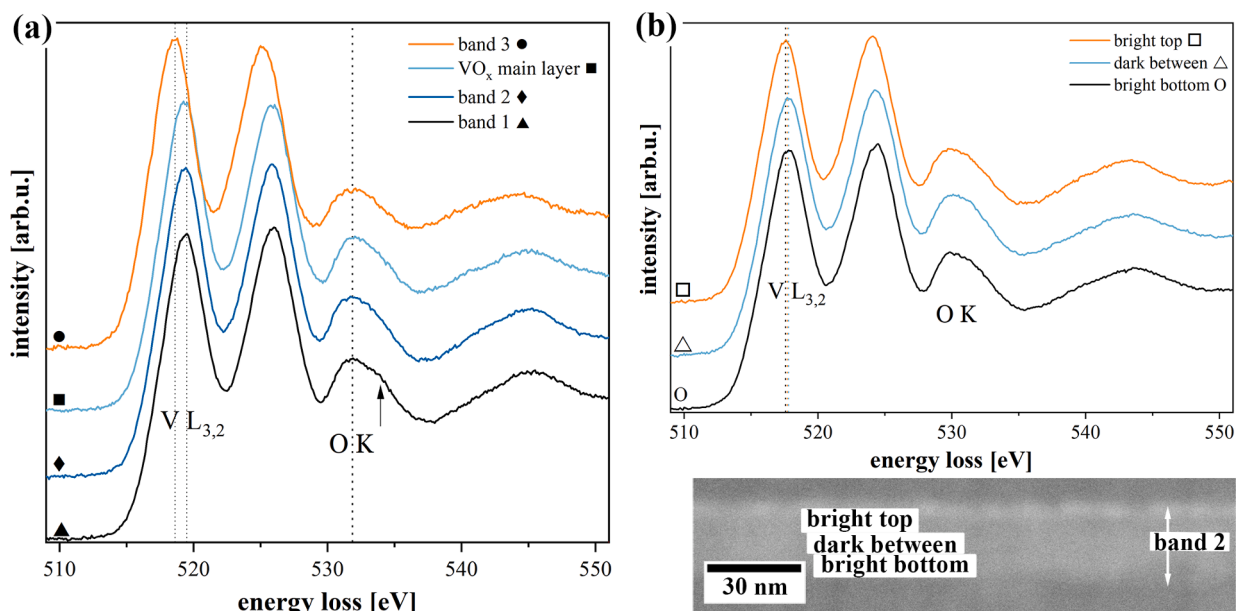 (a)
band 3 ●
VOₓ main layer ■
band 2 ♦
band 1 ▲
intensity [arb.u.]
V L₃,₂
O K
510 520 530 540 550
energy loss [eV]
(b)
bright top □
dark between △
bright bottom O
intensity [arb.u.]
V L₃,₂
O K
O
510 520 530 540 550
energy loss [eV]
bright top
dark between
bright bottom
band 2
30 nm